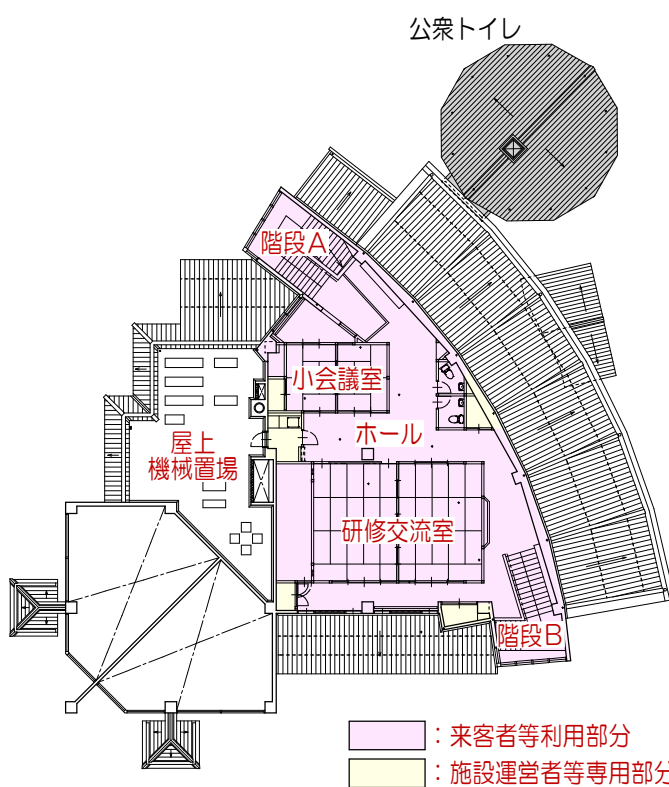 公衆トイレ
階段A
小会議室
ホール
屋上
機械置場
研修交流室
階段B
：来客者等利用部分
：施設運営者等専用部分